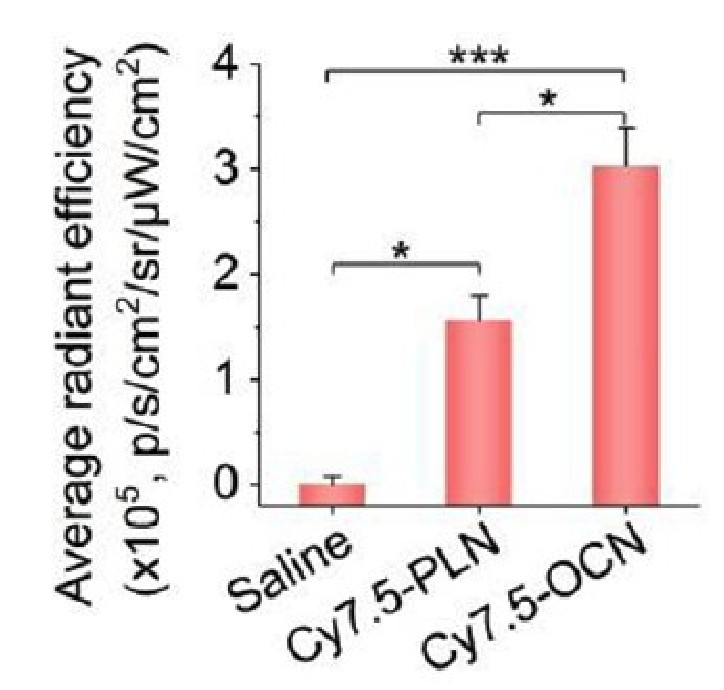 Average radiant efficiency
(x10⁵, p/s/cm²/sr/µW/cm²)
4
3
2
1
0
***
*
*
Saline
Cy7.5-PLN
Cy7.5-OCN